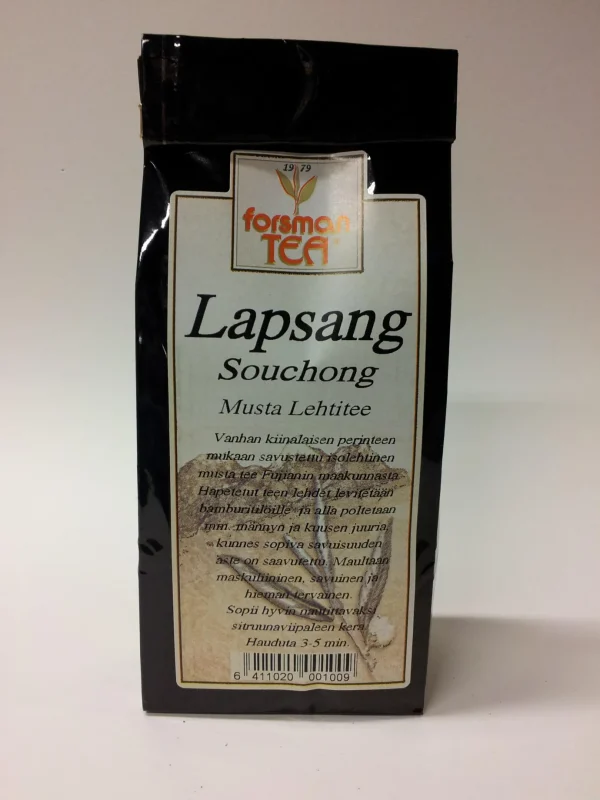 19 79
forsman
TEA
Lapsang
Souchong
Musta Lehtitee
Vanhan kiinalaisen perinteen
mukaan savustettu isolehtinen
musta tee Fujianin maakunnasta.
Hapetetut teen lehdet levitetään
bamburitilöille ja alla poltetaan
mm. männyn ja kuusen juuria,
kunnes sopiva savuisuuden
aste on saavutettu. Maultaan
maskuliininen, savuinen ja
hieman tervainen.
Sopii hyvin nautittavaksi
sitruunaviipaleen kera.
Hauduta 3-5 min.
6 411020 001009